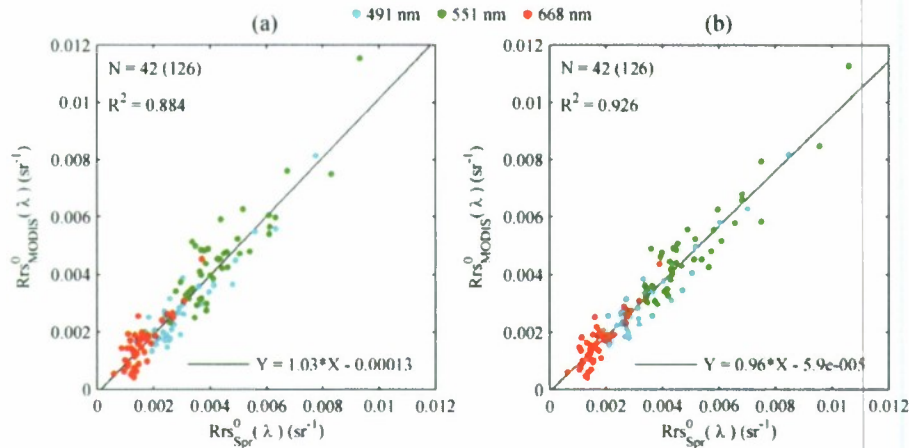 491 nm 551 nm 668 nm
(a)
0.012
0.01
0.008
0.006
0.004
0.002
0
N = 42 (126)
R² = 0.884
Y = 1.03*X - 0.00013
Rrs⁰MODIS(λ) (sr⁻¹)
0 0.002 0.004 0.006 0.008 0.01 0.012
Rrs⁰Spr(λ) (sr⁻¹)
(b)
0.012
0.01
0.008
0.006
0.004
0.002
0
N = 42 (126)
R² = 0.926
Y = 0.96*X - 5.9e-005
Rrs⁰MODIS(λ) (sr⁻¹)
0 0.002 0.004 0.006 0.008 0.01 0.012
Rrs⁰Spr(λ) (sr⁻¹)